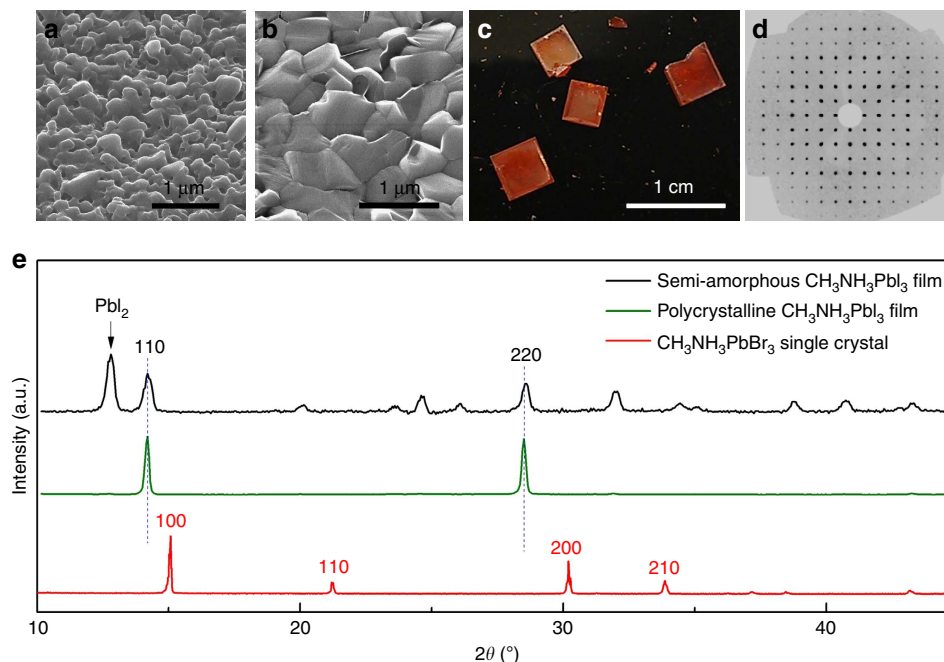 a
b
c
d
1 μm
1 μm
1 cm
e
Semi-amorphous CH₃NH₃PbI₃ film
Polycrystalline CH₃NH₃PbI₃ film
CH₃NH₃PbBr₃ single crystal
PbI₂
110
220
100
110
200
210
Intensity (a.u.)
10
20
30
40
2θ (°)